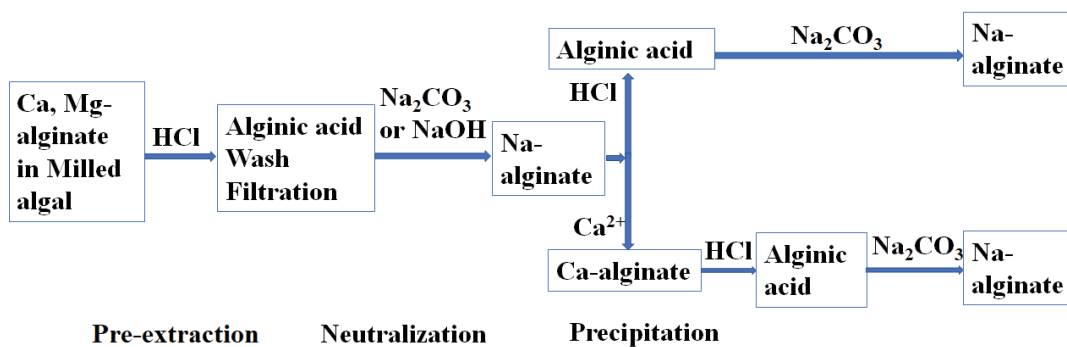 Ca, Mg-
alginate
in Milled
algal
HCl
Alginic acid
Wash
Filtration
Na₂CO₃
or NaOH
Na-
alginate
Alginic acid
HCl
Na₂CO₃
Na-
alginate
Ca²⁺
Ca-alginate
HCl
Alginic
acid
Na₂CO₃
Na-
alginate
Pre-extraction
Neutralization
Precipitation